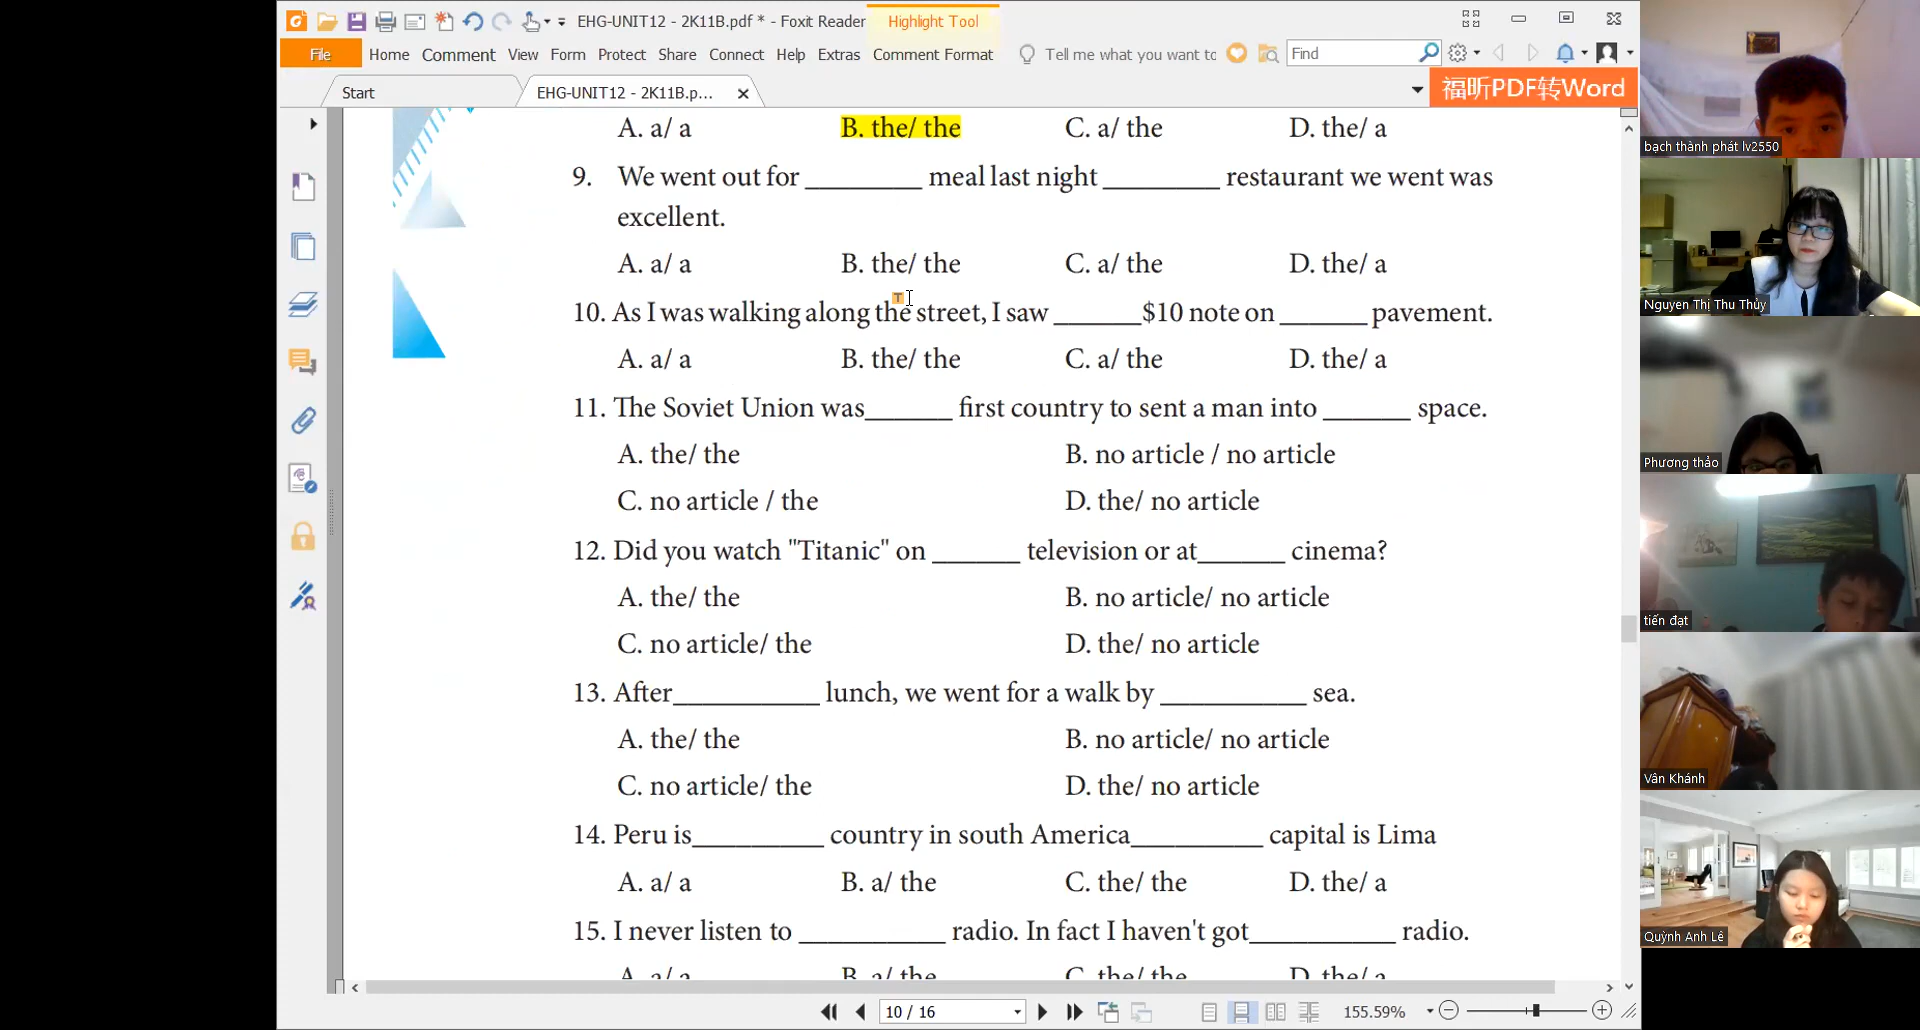 EHG-UNIT12 - 2K11B.pdf * - Foxit Reader
Highlight Tool
File
Home
Comment
View
Form
Protect
Share
Connect
Help
Extras
Comment Format
Tell me what you want to
Find
Start
EHG-UNIT12 - 2K11B.p...
福昕PDF转Word
A. a/ a B. the/ the C. a/ the D. the/ a
9. We went out for ________ meal last night ________ restaurant we went was
excellent.
A. a/ a B. the/ the C. a/ the D. the/ a
10. As I was walking along the street, I saw ______$10 note on ______ pavement.
A. a/ a B. the/ the C. a/ the D. the/ a
11. The Soviet Union was______ first country to sent a man into ______ space.
A. the/ the B. no article / no article
C. no article / the D. the/ no article
12. Did you watch "Titanic" on ______ television or at______ cinema?
A. the/ the B. no article/ no article
C. no article/ the D. the/ no article
13. After__________ lunch, we went for a walk by __________ sea.
A. the/ the B. no article/ no article
C. no article/ the D. the/ no article
14. Peru is_________ country in south America_________ capital is Lima
A. a/ a B. a/ the C. the/ the D. the/ a
15. I never listen to __________ radio. In fact I haven't got__________ radio.
A. a/ a B. a/ the C. the/ the D. the/ a
10 / 16
155.59%
bạch thành phát lv2550
Nguyen Thị Thu Thủy
Phương thảo
tiến đạt
Vân Khánh
Quỳnh Anh Lê